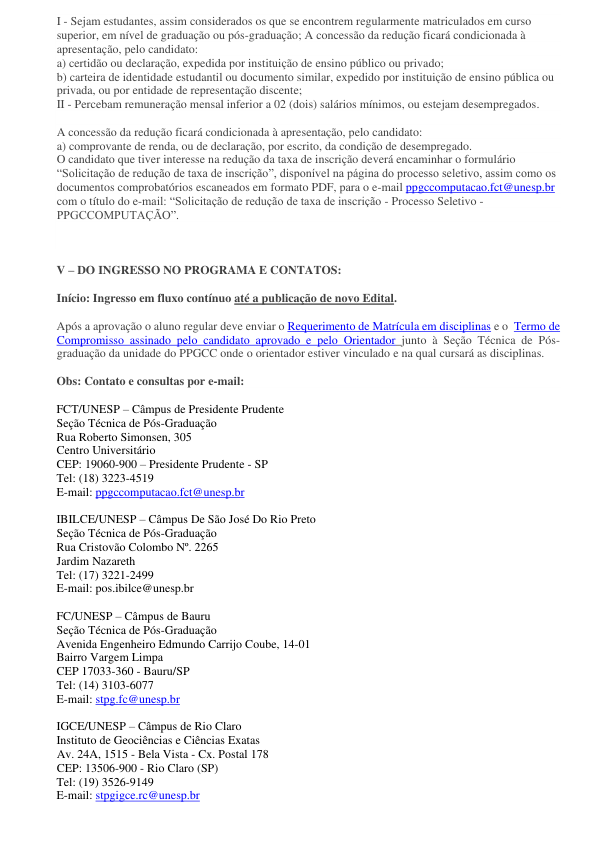 I - Sejam estudantes, assim considerados os que se encontrem regularmente matriculados em curso
superior, em nível de graduação ou pós-graduação; A concessão da redução ficará condicionada à
apresentação, pelo candidato:
a) certidão ou declaração, expedida por instituição de ensino público ou privado;
b) carteira de identidade estudantil ou documento similar, expedido por instituição de ensino pública ou
privada, ou por entidade de representação discente;
II - Percebam remuneração mensal inferior a 02 (dois) salários mínimos, ou estejam desempregados.
A concessão da redução ficará condicionada à apresentação, pelo candidato:
a) comprovante de renda, ou de declaração, por escrito, da condição de desempregado.
O candidato que tiver interesse na redução da taxa de inscrição deverá encaminhar o formulário
“Solicitação de redução de taxa de inscrição”, disponível na página do processo seletivo, assim como os
documentos comprobatórios escaneados em formato PDF, para o e-mail ppgccomputacao.fct@unesp.br
com o título do e-mail: “Solicitação de redução de taxa de inscrição - Processo Seletivo -
PPGCCOMPUTAÇÃO”.
V – DO INGRESSO NO PROGRAMA E CONTATOS:
Início: Ingresso em fluxo contínuo até a publicação de novo Edital.
Após a aprovação o aluno regular deve enviar o Requerimento de Matrícula em disciplinas e o Termo de
Compromisso assinado pelo candidato aprovado e pelo Orientador junto à Seção Técnica de Pós-
graduação da unidade do PPGCC onde o orientador estiver vinculado e na qual cursará as disciplinas.
Obs: Contato e consultas por e-mail:
FCT/UNESP – Câmpus de Presidente Prudente
Seção Técnica de Pós-Graduação
Rua Roberto Simonsen, 305
Centro Universitário
CEP: 19060-900 – Presidente Prudente - SP
Tel: (18) 3223-4519
E-mail: ppgccomputacao.fct@unesp.br
IBILCE/UNESP – Câmpus De São José Do Rio Preto
Seção Técnica de Pós-Graduação
Rua Cristovão Colombo Nº. 2265
Jardim Nazareth
Tel: (17) 3221-2499
E-mail: pos.ibilce@unesp.br
FC/UNESP – Câmpus de Bauru
Seção Técnica de Pós-Graduação
Avenida Engenheiro Edmundo Carrijo Coube, 14-01
Bairro Vargem Limpa
CEP 17033-360 - Bauru/SP
Tel: (14) 3103-6077
E-mail: stpg.fc@unesp.br
IGCE/UNESP – Câmpus de Rio Claro
Instituto de Geociências e Ciências Exatas
Av. 24A, 1515 - Bela Vista - Cx. Postal 178
CEP: 13506-900 - Rio Claro (SP)
Tel: (19) 3526-9149
E-mail: stpgigce.rc@unesp.br